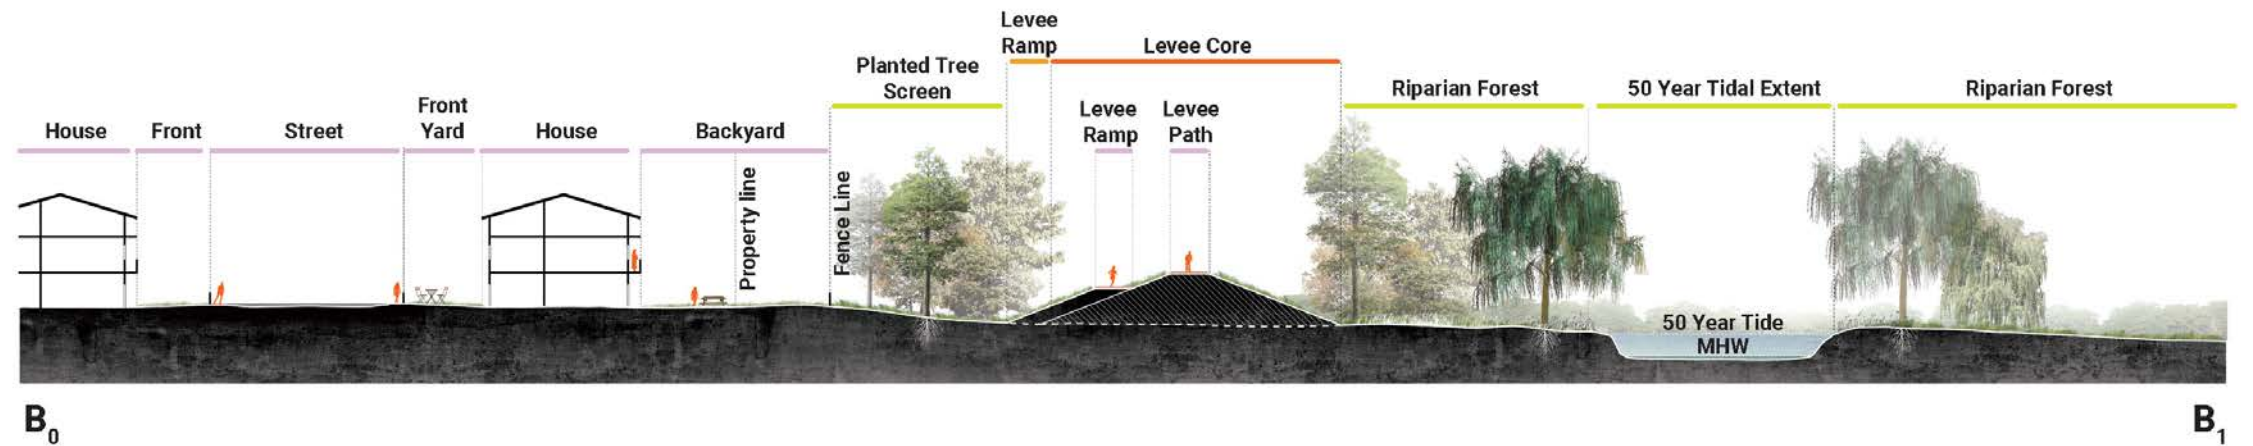 Levee
Ramp
Levee Core
Planted Tree
Screen
Riparian Forest
50 Year Tidal Extent
Riparian Forest
House
Front
Street
Front
Yard
House
Backyard
Levee
Ramp
Levee
Path
Property line
Fence Line
50 Year Tide
MHW
B0
B1